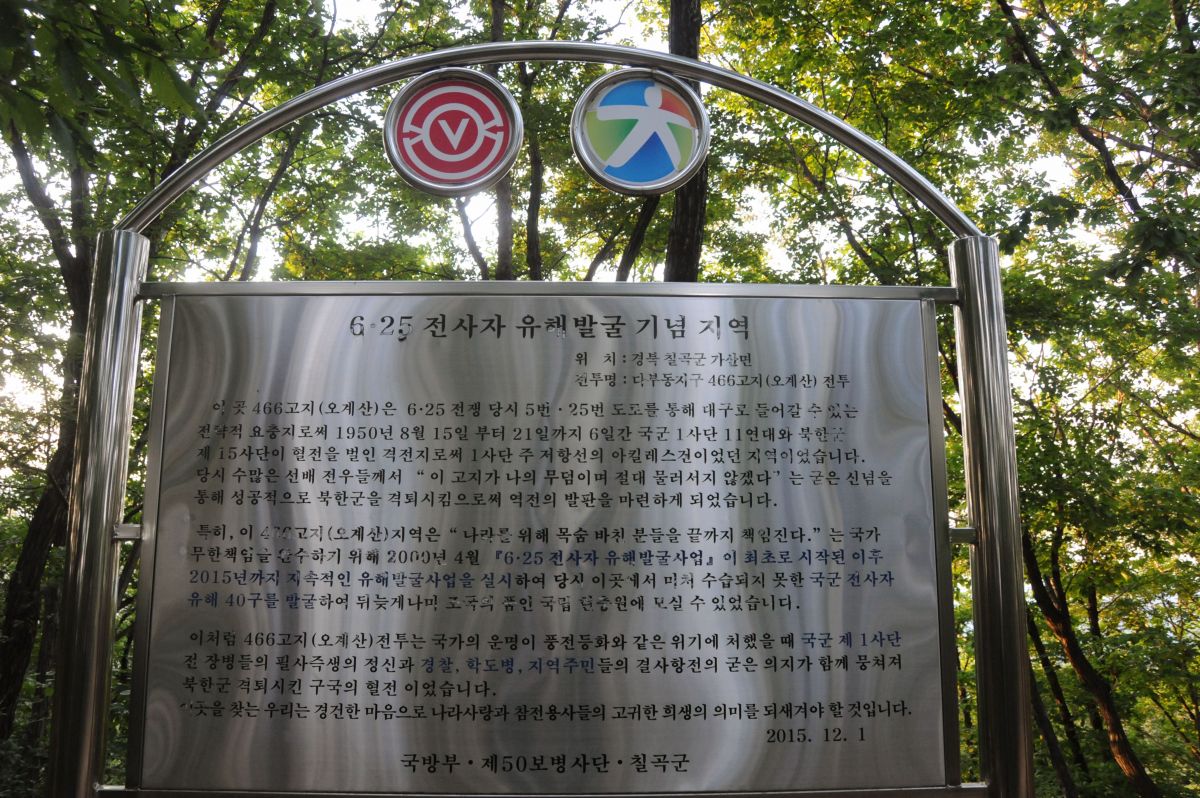 V
6·25 전사자 유해발굴 기념 지역
위 치 : 경북 칠곡군 가산면
전투명 : 다부동지구 466고지(오계산) 전투
이 곳 466고지(오계산)은 6·25 전쟁 당시 5번·25번 도로를 통해 대구로 들어갈 수 있는
전략적 요충지로써 1950년 8월 15일 부터 21일까지 6일간 국군 1사단 11연대와 북한군
제 15사단이 혈전을 벌인 격전지로써 1사단 주 저항선의 아킬레스건이었던 지역이었습니다.
당시 수많은 선배 전우들께서 “이 고지가 나의 무덤이며 절대 물러서지 않겠다”는 굳은 신념을
통해 성공적으로 북한군을 격퇴시킴으로써 역전의 발판을 마련하게 되었습니다.
특히, 이 466고지(오계산)지역은 “나라를 위해 목숨 바친 분들을 끝까지 책임진다.”는 국가
무한책임을 완수하기 위해 2000년 4월 『6·25 전사자 유해발굴사업』이 최초로 시작된 이후
2015년까지 지속적인 유해발굴사업을 실시하여 당시 이곳에서 미처 수습되지 못한 국군 전사자
유해 40구를 발굴하여 뒤늦게나마 조국의 품인 국립 현충원에 모실 수 있었습니다.
이처럼 466고지(오계산)전투는 국가의 운명이 풍전등화와 같은 위기에 처했을 때 국군 제 1사단
전 장병들의 필사즉생의 정신과 경찰, 학도병, 지역주민들의 결사항전의 굳은 의지가 함께 뭉쳐져
북한군 격퇴시킨 구국의 혈전 이었습니다.
이곳을 찾는 우리는 경건한 마음으로 나라사랑과 참전용사들의 고귀한 희생의 의미를 되새겨야 할 것입니다.
2015. 12. 1
국방부·제50보병사단·칠곡군